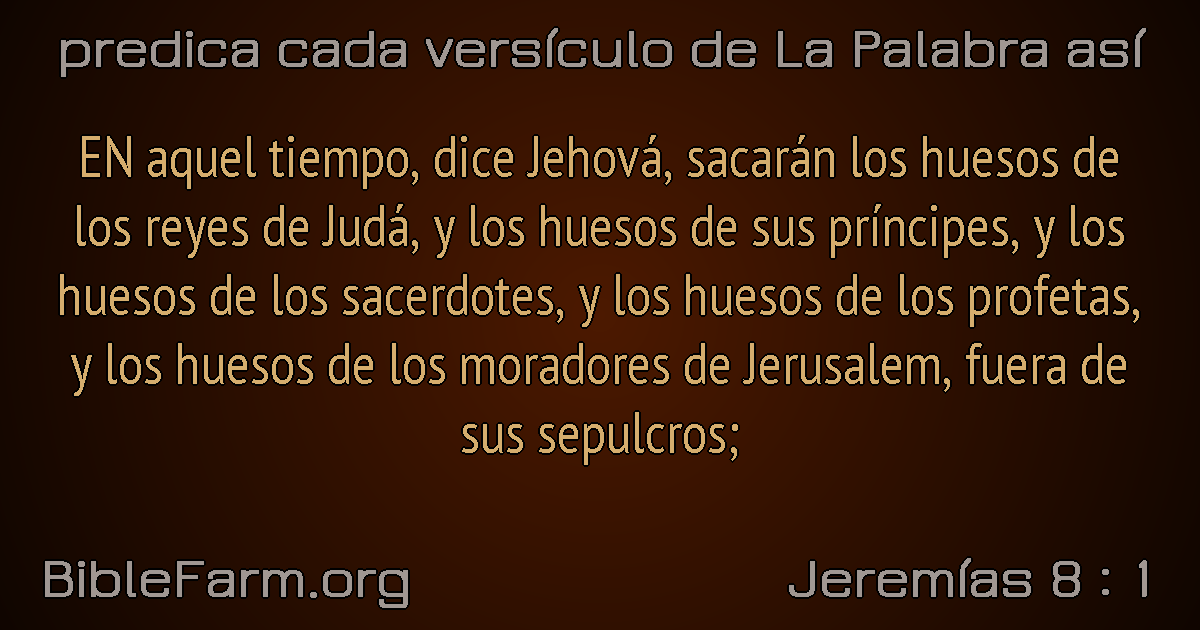 predica cada versículo de La Palabra así
EN aquel tiempo, dice Jehová, sacarán los huesos de
los reyes de Judá, y los huesos de sus príncipes, y los
huesos de los sacerdotes, y los huesos de los profetas,
y los huesos de los moradores de Jerusalem, fuera de
sus sepulcros;
BibleFarm.org
Jeremías 8 : 1